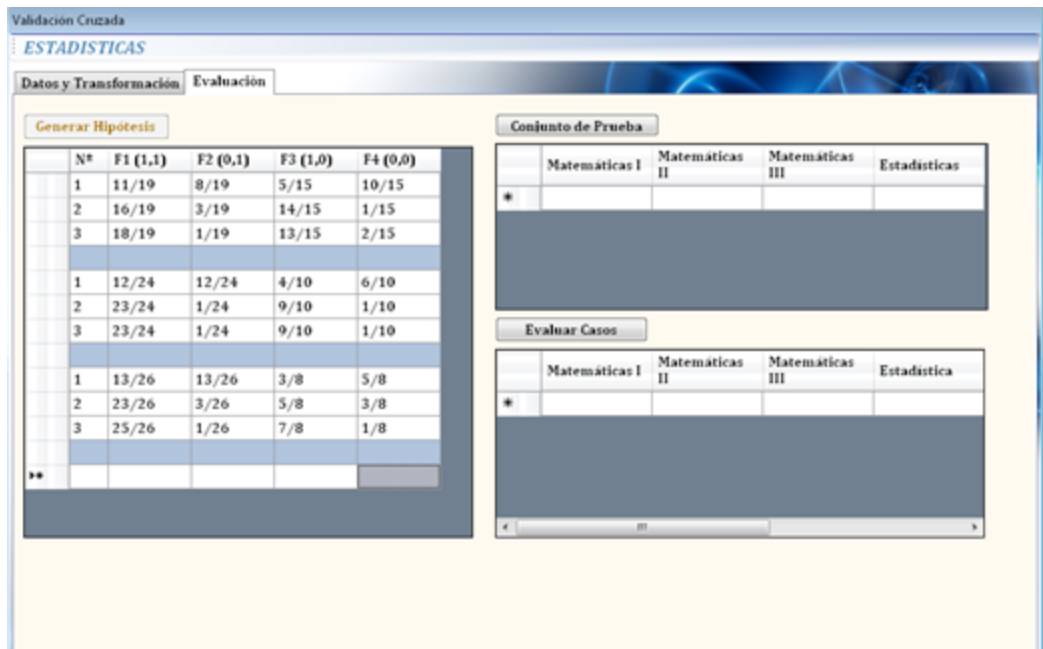 Validación Cruzada
ESTADISTICAS
Datos y Transformación Evaluación
Generar Hipótesis
Nº F1 (1,1) F2 (0,1) F3 (1,0) F4 (0,0)
1 11/19 8/19 5/15 10/15
2 16/19 3/19 14/15 1/15
3 18/19 1/19 13/15 2/15
1 12/24 12/24 4/10 6/10
2 23/24 1/24 9/10 1/10
3 23/24 1/24 9/10 1/10
1 13/26 13/26 3/8 5/8
2 23/26 3/26 5/8 3/8
3 25/26 1/26 7/8 1/8
Conjunto de Prueba
Matemáticas I Matemáticas II Matemáticas III Estadísticas
Evaluar Casos
Matemáticas I Matemáticas II Matemáticas III Estadística